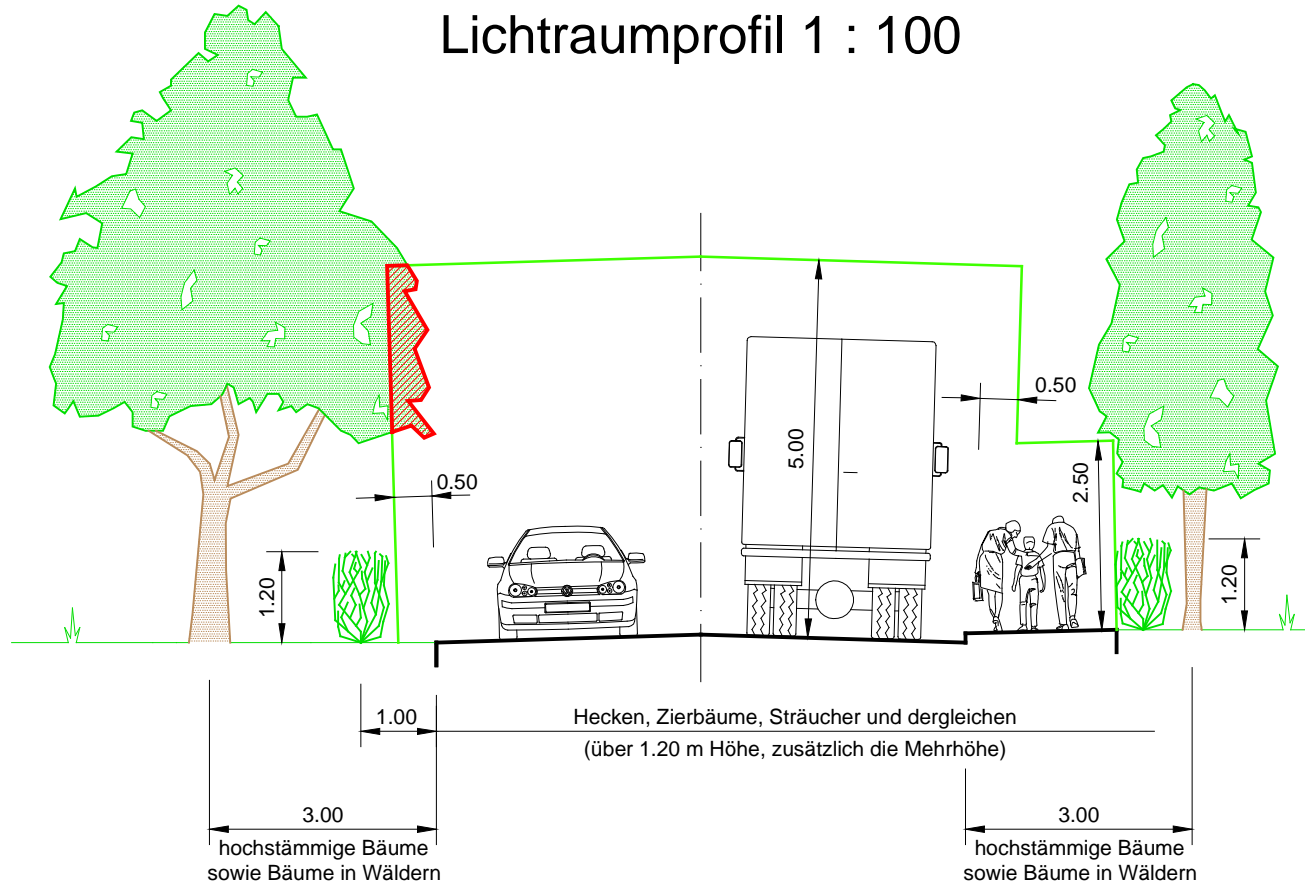 Lichtraumprofil 1 : 100
0.50
5.00
2.50
0.50
1.20
1.20
1.00
Hecken, Zierbäume, Sträucher und dergleichen
(über 1.20 m Höhe, zusätzlich die Mehrhöhe)
3.00
hochstämmige Bäume
sowie Bäume in Wäldern
3.00
hochstämmige Bäume
sowie Bäume in Wäldern